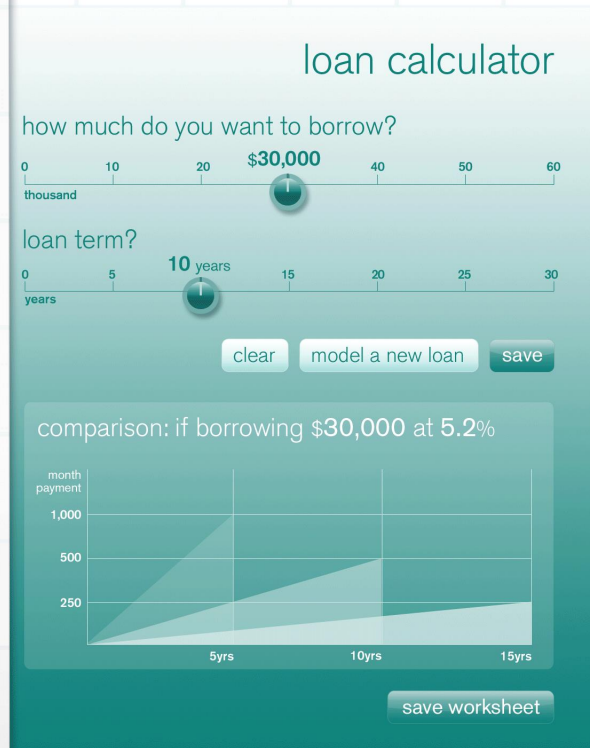 loan calculator
how much do you want to borrow?
0 10 20 $30,000 40 50 60
thousand
loan term?
10 years
0 5 15 20 25 30
years
clear model a new loan save
comparison: if borrowing $30,000 at 5.2%
month
payment
1,000
500
250
5yrs 10yrs 15yrs
save worksheet